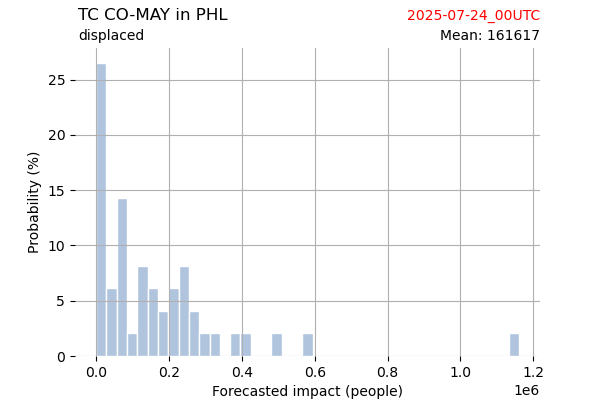 TC CO-MAY in PHL
2025-07-24_00UTC
displaced
Mean: 161617
25
20
15
10
5
0
Probability (%)
0.0 0.2 0.4 0.6 0.8 1.0 1.2
1e6
Forecasted impact (people)